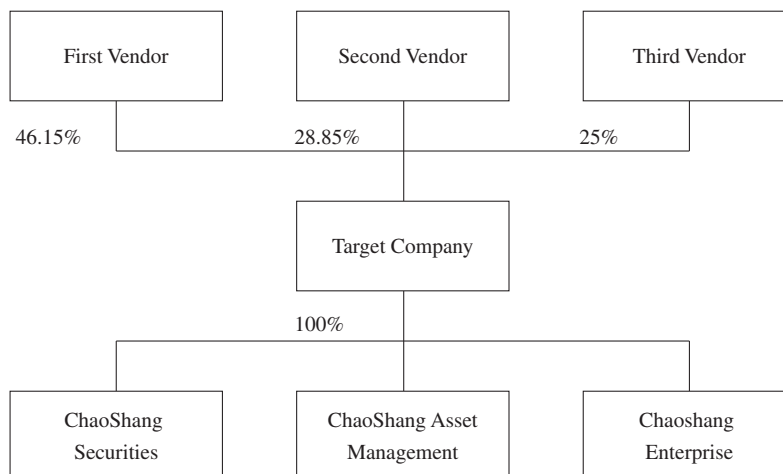 First Vendor
Second Vendor
Third Vendor
46.15%
28.85%
25%
Target Company
100%
ChaoShang
Securities
ChaoShang Asset
Management
Chaoshang
Enterprise